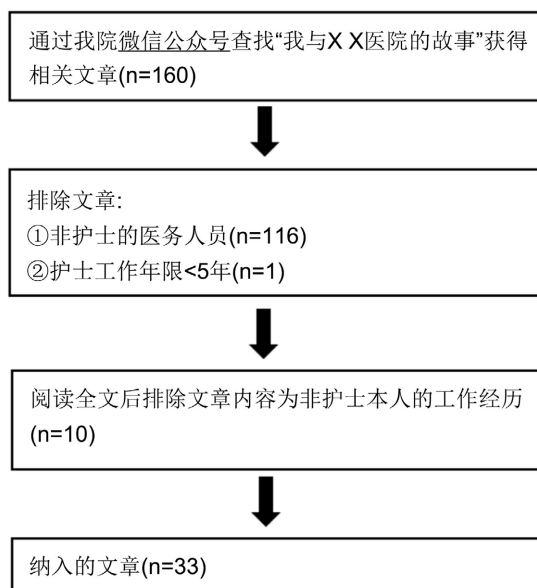 通过我院微信公众号查找“我与X X医院的故事”获得
相关文章(n=160)
排除文章:
①非护士的医务人员(n=116)
②护士工作年限<5年(n=1)
阅读全文后排除文章内容为非护士本人的工作经历
(n=10)
纳入的文章(n=33)